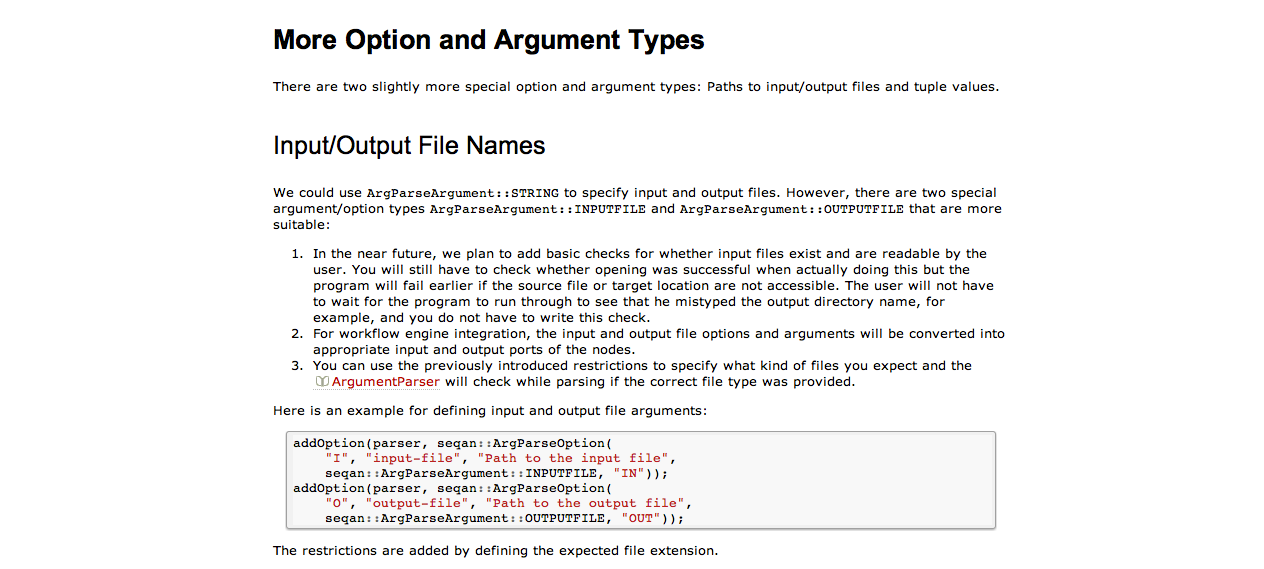 More Option and Argument Types
There are two slightly more special option and argument types: Paths to input/output files and tuple values.
Input/Output File Names
We could use ArgParseArgument::STRING to specify input and output files. However, there are two special
argument/option types ArgParseArgument::INPUTFILE and ArgParseArgument::OUTPUTFILE that are more
suitable:
1. In the near future, we plan to add basic checks for whether input files exist and are readable by the
user. You will still have to check whether opening was successful when actually doing this but the
program will fail earlier if the source file or target location are not accessible. The user will not have
to wait for the program to run through to see that he mistyped the output directory name, for
example, and you do not have to write this check.
2. For workflow engine integration, the input and output file options and arguments will be converted into
appropriate input and output ports of the nodes.
3. You can use the previously introduced restrictions to specify what kind of files you expect and the
ArgumentParser will check while parsing if the correct file type was provided.
Here is an example for defining input and output file arguments:
addOption(parser, seqan::ArgParseOption(
    "I", "input-file", "Path to the input file",
    seqan::ArgParseArgument::INPUTFILE, "IN"));
addOption(parser, seqan::ArgParseOption(
    "O", "output-file", "Path to the output file",
    seqan::ArgParseArgument::OUTPUTFILE, "OUT"));
The restrictions are added by defining the expected file extension.